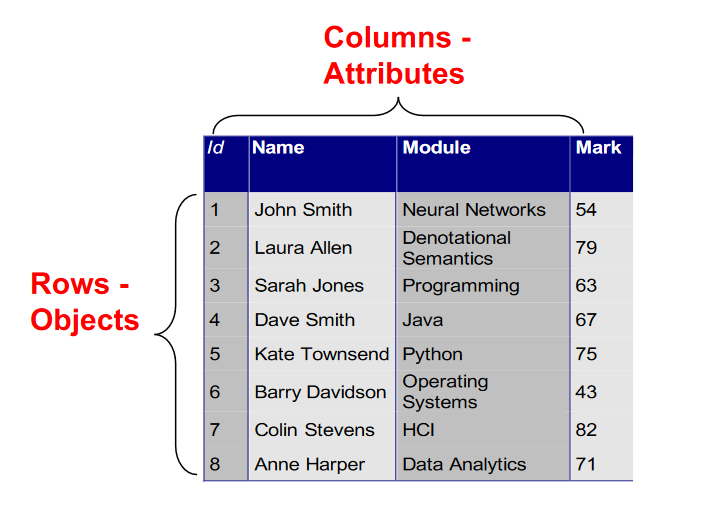 Columns -
Attributes
Id Name Module Mark
1 John Smith Neural Networks 54
2 Laura Allen Denotational Semantics 79
Rows -
Objects
3 Sarah Jones Programming 63
4 Dave Smith Java 67
5 Kate Townsend Python 75
6 Barry Davidson Operating Systems 43
7 Colin Stevens HCI 82
8 Anne Harper Data Analytics 71